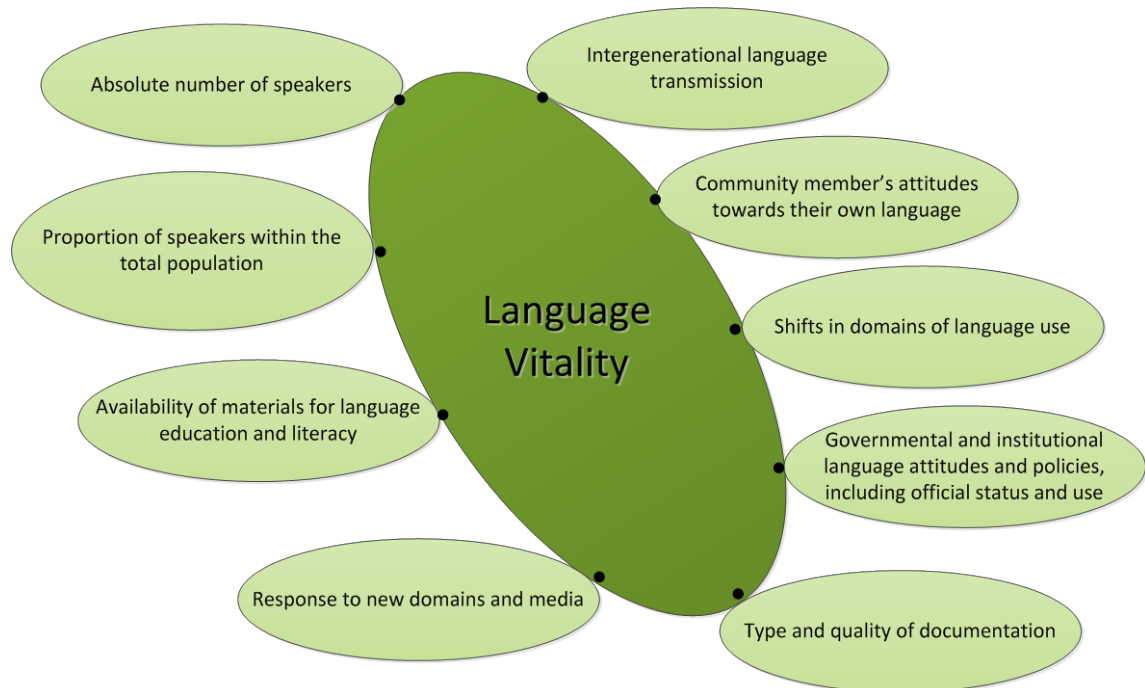 Absolute number of speakers
Intergenerational language
transmission
Community member’s attitudes
towards their own language
Proportion of speakers within the
total population
Language
Vitality
Shifts in domains of language use
Availability of materials for language
education and literacy
Governmental and institutional
language attitudes and policies,
including official status and use
Response to new domains and media
Type and quality of documentation